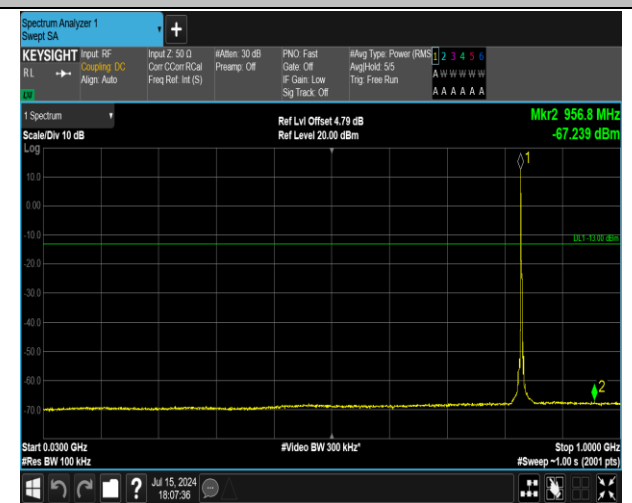 Spectrum Analyzer 1
Swept SA
KEYSIGHT
RL
Input: RF
Coupling: DC
Align: Auto
Input Z: 50 Ω
Corr CCorr RCal
Freq Ref: Int (S)
#Atten: 30 dB
Preamp: Off
PNO: Fast
Gate: Off
IF Gain: Low
Sig Track: Off
#Avg Type: Power (RMS
Avg|Hold: 5/5
Trig: Free Run
1 2 3 4 5 6
A W W W W W
A A A A A A
1 Spectrum
Scale/Div 10 dB
Ref Lvl Offset 4.79 dB
Ref Level 20.00 dBm
Mkr2 956.8 MHz
-67.239 dBm
Log
1
10.0
0.00
-10.0
DL1 -13.00 dBm
-20.0
-30.0
-40.0
-50.0
-60.0
2
-70.0
Start 0.0300 GHz
#Video BW 300 kHz*
Stop 1.0000 GHz
#Res BW 100 kHz
#Sweep ~1.00 s (2001 pts)
Jul 15, 2024
18:07:36